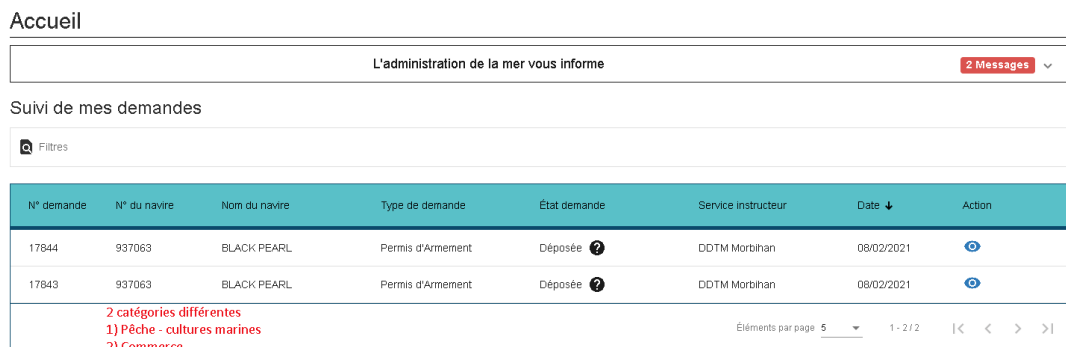 Accueil
L'administration de la mer vous informe 2 Messages
Suivi de mes demandes
Filtres
N° demande N° du navire Nom du navire Type de demande État demande Service instructeur Date Action
17844 937063 BLACK PEARL Permis d'Armement Déposée ? DDTM Morbihan 08/02/2021
17843 937063 BLACK PEARL Permis d'Armement Déposée ? DDTM Morbihan 08/02/2021
2 catégories différentes
1) Pêche - cultures marines
Éléments par page 5 1 - 2 / 2
2) Commerce